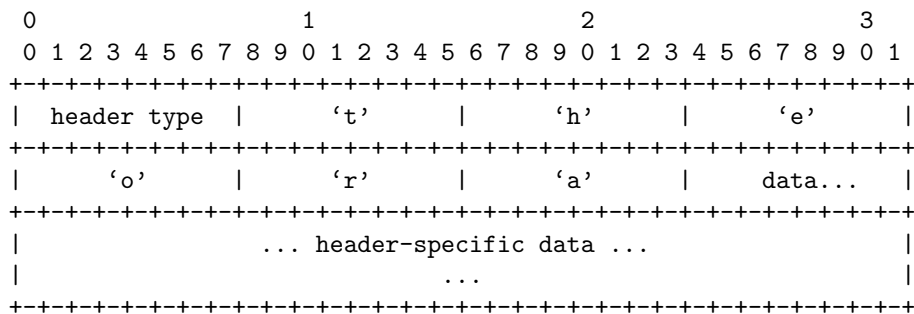 0                   1                   2                   3
 0 1 2 3 4 5 6 7 8 9 0 1 2 3 4 5 6 7 8 9 0 1 2 3 4 5 6 7 8 9 0 1
+-+-+-+-+-+-+-+-+-+-+-+-+-+-+-+-+-+-+-+-+-+-+-+-+-+-+-+-+-+-+-+-+
|  header type  |      ‘t’      |      ‘h’      |      ‘e’      |
+-+-+-+-+-+-+-+-+-+-+-+-+-+-+-+-+-+-+-+-+-+-+-+-+-+-+-+-+-+-+-+-+
|      ‘o’      |      ‘r’      |      ‘a’      |    data...    |
+-+-+-+-+-+-+-+-+-+-+-+-+-+-+-+-+-+-+-+-+-+-+-+-+-+-+-+-+-+-+-+-+
|                 ... header-specific data ...                  |
|                              ...                              |
+-+-+-+-+-+-+-+-+-+-+-+-+-+-+-+-+-+-+-+-+-+-+-+-+-+-+-+-+-+-+-+-+